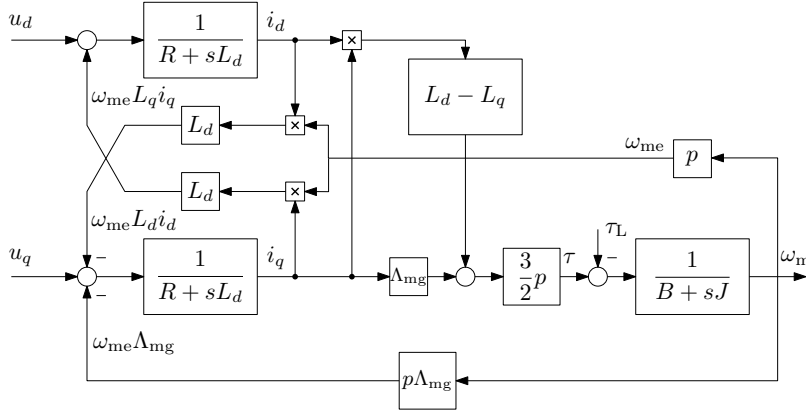 u_d
1
R + sL_d
i_d
×
ω_me L_q i_q
L_d
×
L_d − L_q
ω_me
p
L_d
×
ω_me L_d i_d
−
u_q
−
1
R + sL_d
i_q
Λ_mg
3
2
p
τ
τ_L
−
1
B + sJ
ω_m
ω_me Λ_mg
pΛ_mg